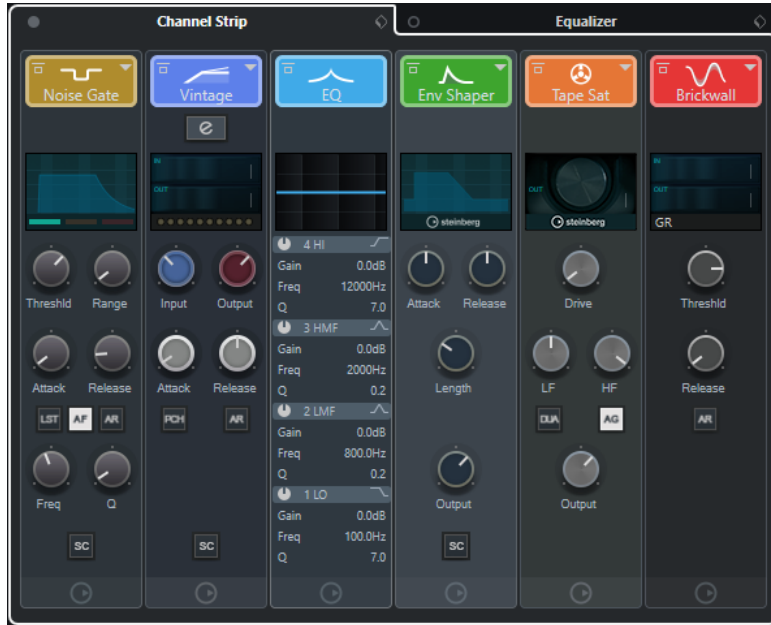 Channel Strip
Equalizer
Noise Gate
Vintage
EQ
Env Shaper
Tape Sat
Brickwall
e
IN
OUT
steinberg
OUT
steinberg
IN
OUT
GR
Threshld
Range
Attack
Release
LST
AF
AR
Freq
Q
SC
Input
Output
Attack
Release
PCH
AR
SC
4 HI
Gain 0.0dB
Freq 12000Hz
Q 7.0
3 HMF
Gain 0.0dB
Freq 2000Hz
Q 0.2
2 LMF
Gain 0.0dB
Freq 800.0Hz
Q 0.2
1 LO
Gain 0.0dB
Freq 100.0Hz
Q 7.0
Attack
Release
Length
Output
SC
Drive
LF
HF
DUA
AG
Output
Threshld
Release
AR